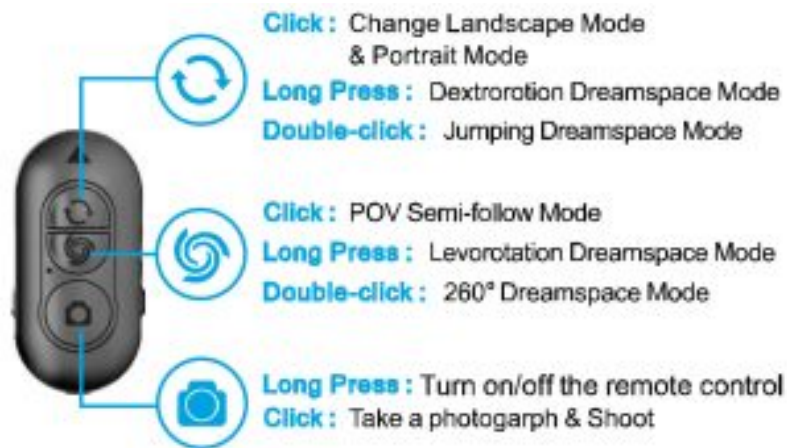 Click : Change Landscape Mode
& Portrait Mode
Long Press : Dextrorotion Dreamspace Mode
Double-click : Jumping Dreamspace Mode
Click : POV Semi-follow Mode
Long Press : Levorotation Dreamspace Mode
Double-click : 260° Dreamspace Mode
Long Press : Turn on/off the remote control
Click : Take a photogarph & Shoot